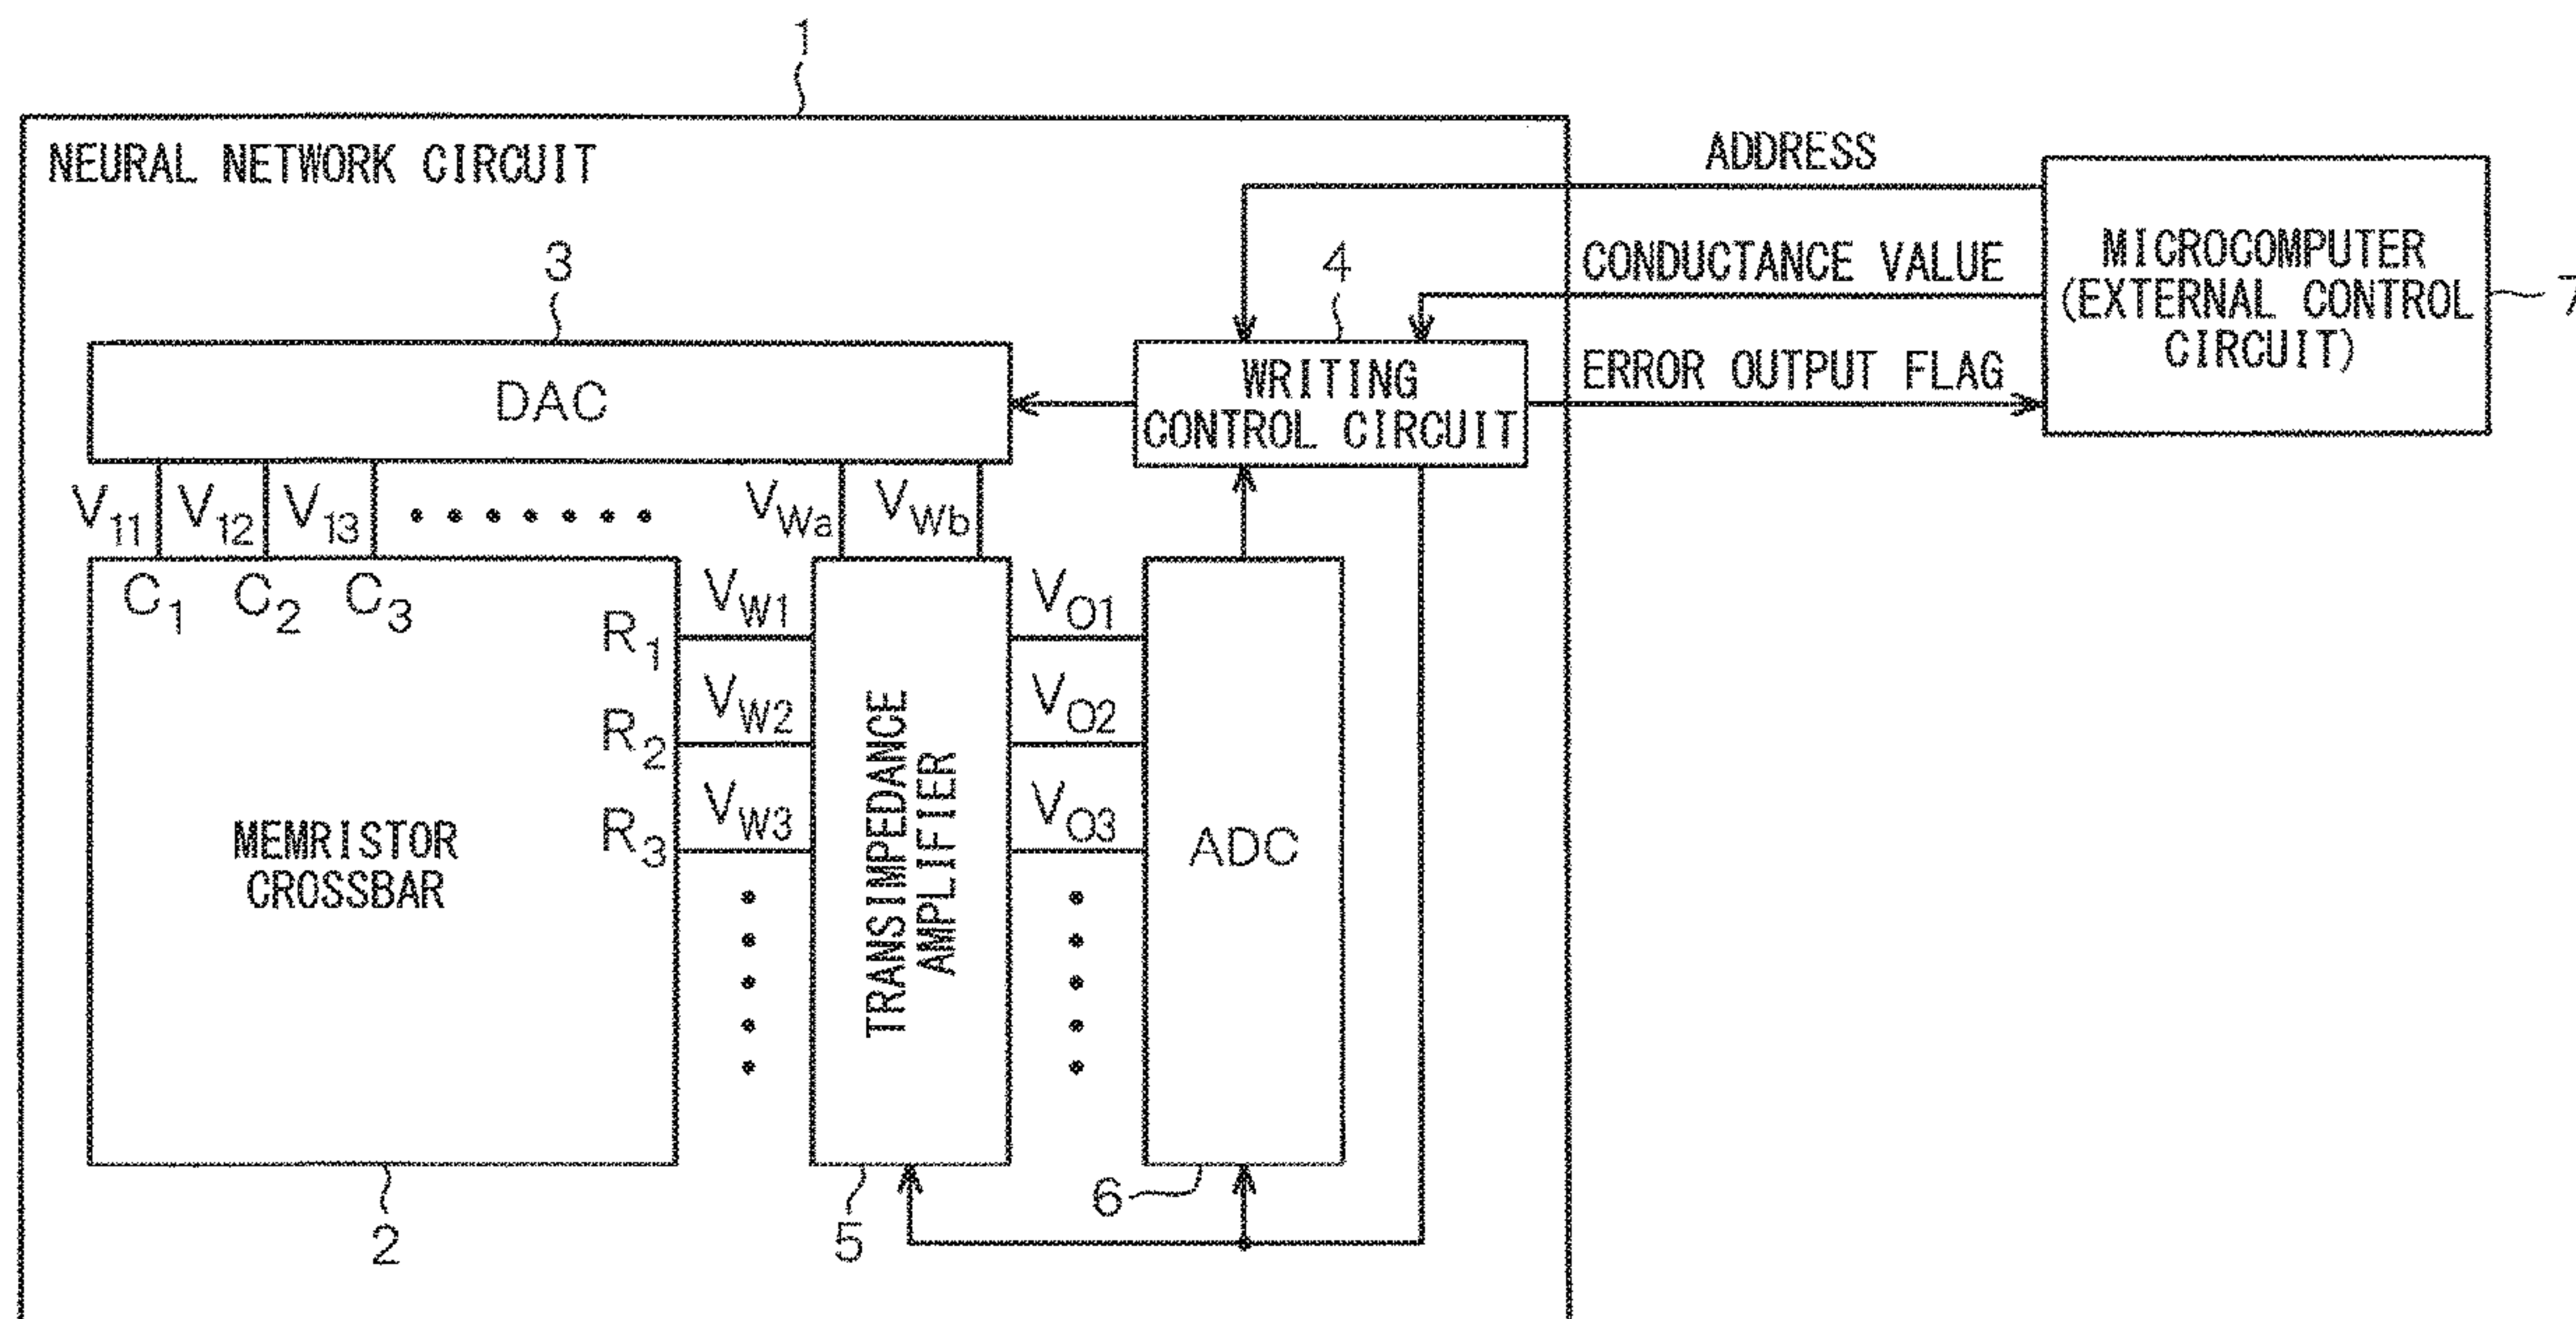 1
NEURAL NETWORK CIRCUIT
ADDRESS
3
4
CONDUCTANCE VALUE
MICROCOMPUTER
(EXTERNAL CONTROL
CIRCUIT)
7
DAC
WRITING
CONTROL CIRCUIT
ERROR OUTPUT FLAG
V11 V12 V13 ....... VWa VWb
C1 C2 C3
R1 VW1 VO1
R2 VW2 VO2
R3 VW3 VO3
MEMRISTOR
CROSSBAR
TRANSIMPEDANCE
AMPLIFIER
ADC
2
5
6